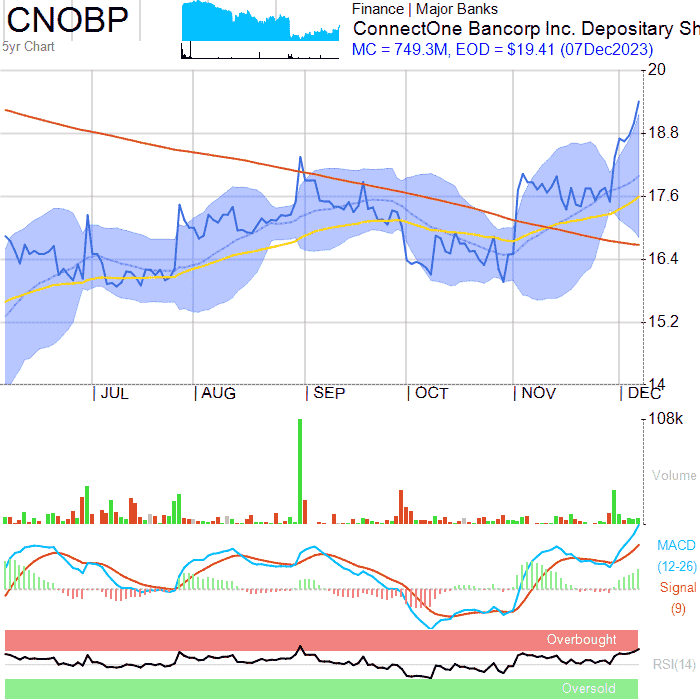 CNOBP
5yr Chart
Finance | Major Banks
ConnectOne Bancorp Inc. Depositary Sh
MC = 749.3M, EOD = $19.41 (07Dec2023)
20
18.8
17.6
16.4
15.2
14
JUL AUG SEP OCT NOV DEC
108k
Volume
MACD
(12-26)
Signal
(9)
Overbought
RSI(14)
Oversold